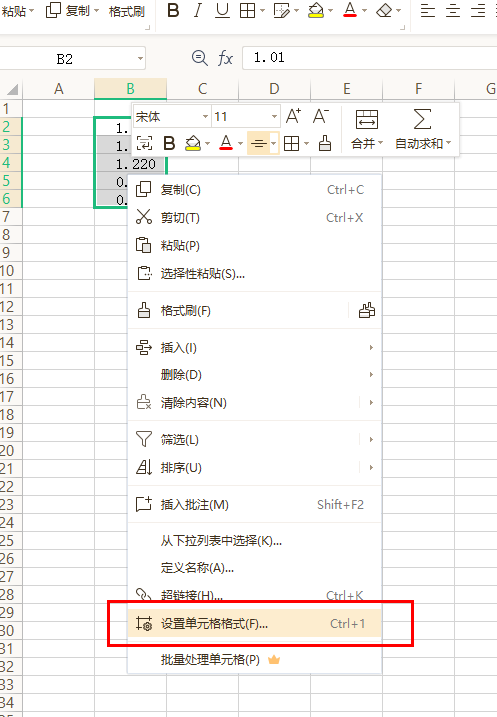 粘贴 复制 格式刷 B I U A
B2 fx 1.01
A B C D E F G
1
2 1.
3 1.
4 1.220
5 0.
6 0.
宋体 11 A+ A-
B A 合并 自动求和
7
复制(C) Ctrl+C
8
剪切(T) Ctrl+X
9
粘贴(P)
10
选择性粘贴(S)...
11
12
格式刷(F)
13
14
插入(I)
15
16
删除(D)
17
清除内容(N)
18
19
筛选(L)
20
21
排序(U)
22
23
插入批注(M) Shift+F2
24
25
从下拉列表中选择(K)...
26
定义名称(A)...
27
28
超链接(H)... Ctrl+K
29
30
设置单元格格式(F)... Ctrl+1
31
32
批量处理单元格(P)
33
34
35